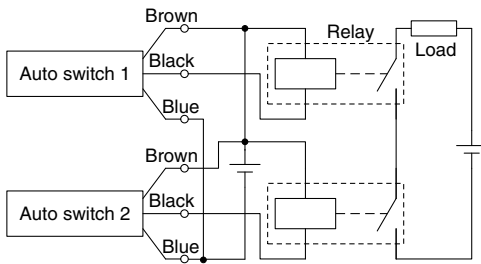 Brown
Relay
Load
Auto switch 1
Black
Blue
Brown
Auto switch 2
Black
Blue